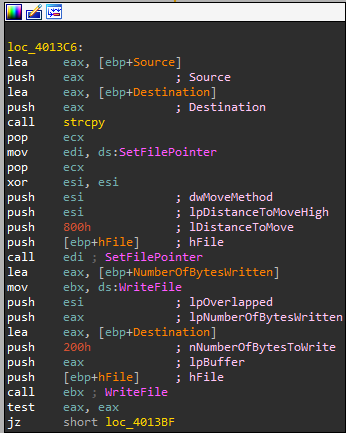 loc_4013C6:
lea eax, [ebp+Source]
push eax ; Source
lea eax, [ebp+Destination]
push eax ; Destination
call strcpy
pop ecx
mov edi, ds:SetFilePointer
pop ecx
xor esi, esi
push esi ; dwMoveMethod
push esi ; lpDistanceToMoveHigh
push 800h ; lDistanceToMove
push [ebp+hFile] ; hFile
call edi ; SetFilePointer
lea eax, [ebp+NumberOfBytesWritten]
mov ebx, ds:WriteFile
push esi ; lpOverlapped
push eax ; lpNumberOfBytesWritten
lea eax, [ebp+Destination]
push 200h ; nNumberOfBytesToWrite
push eax ; lpBuffer
push [ebp+hFile] ; hFile
call ebx ; WriteFile
test eax, eax
jz short loc_4013BF